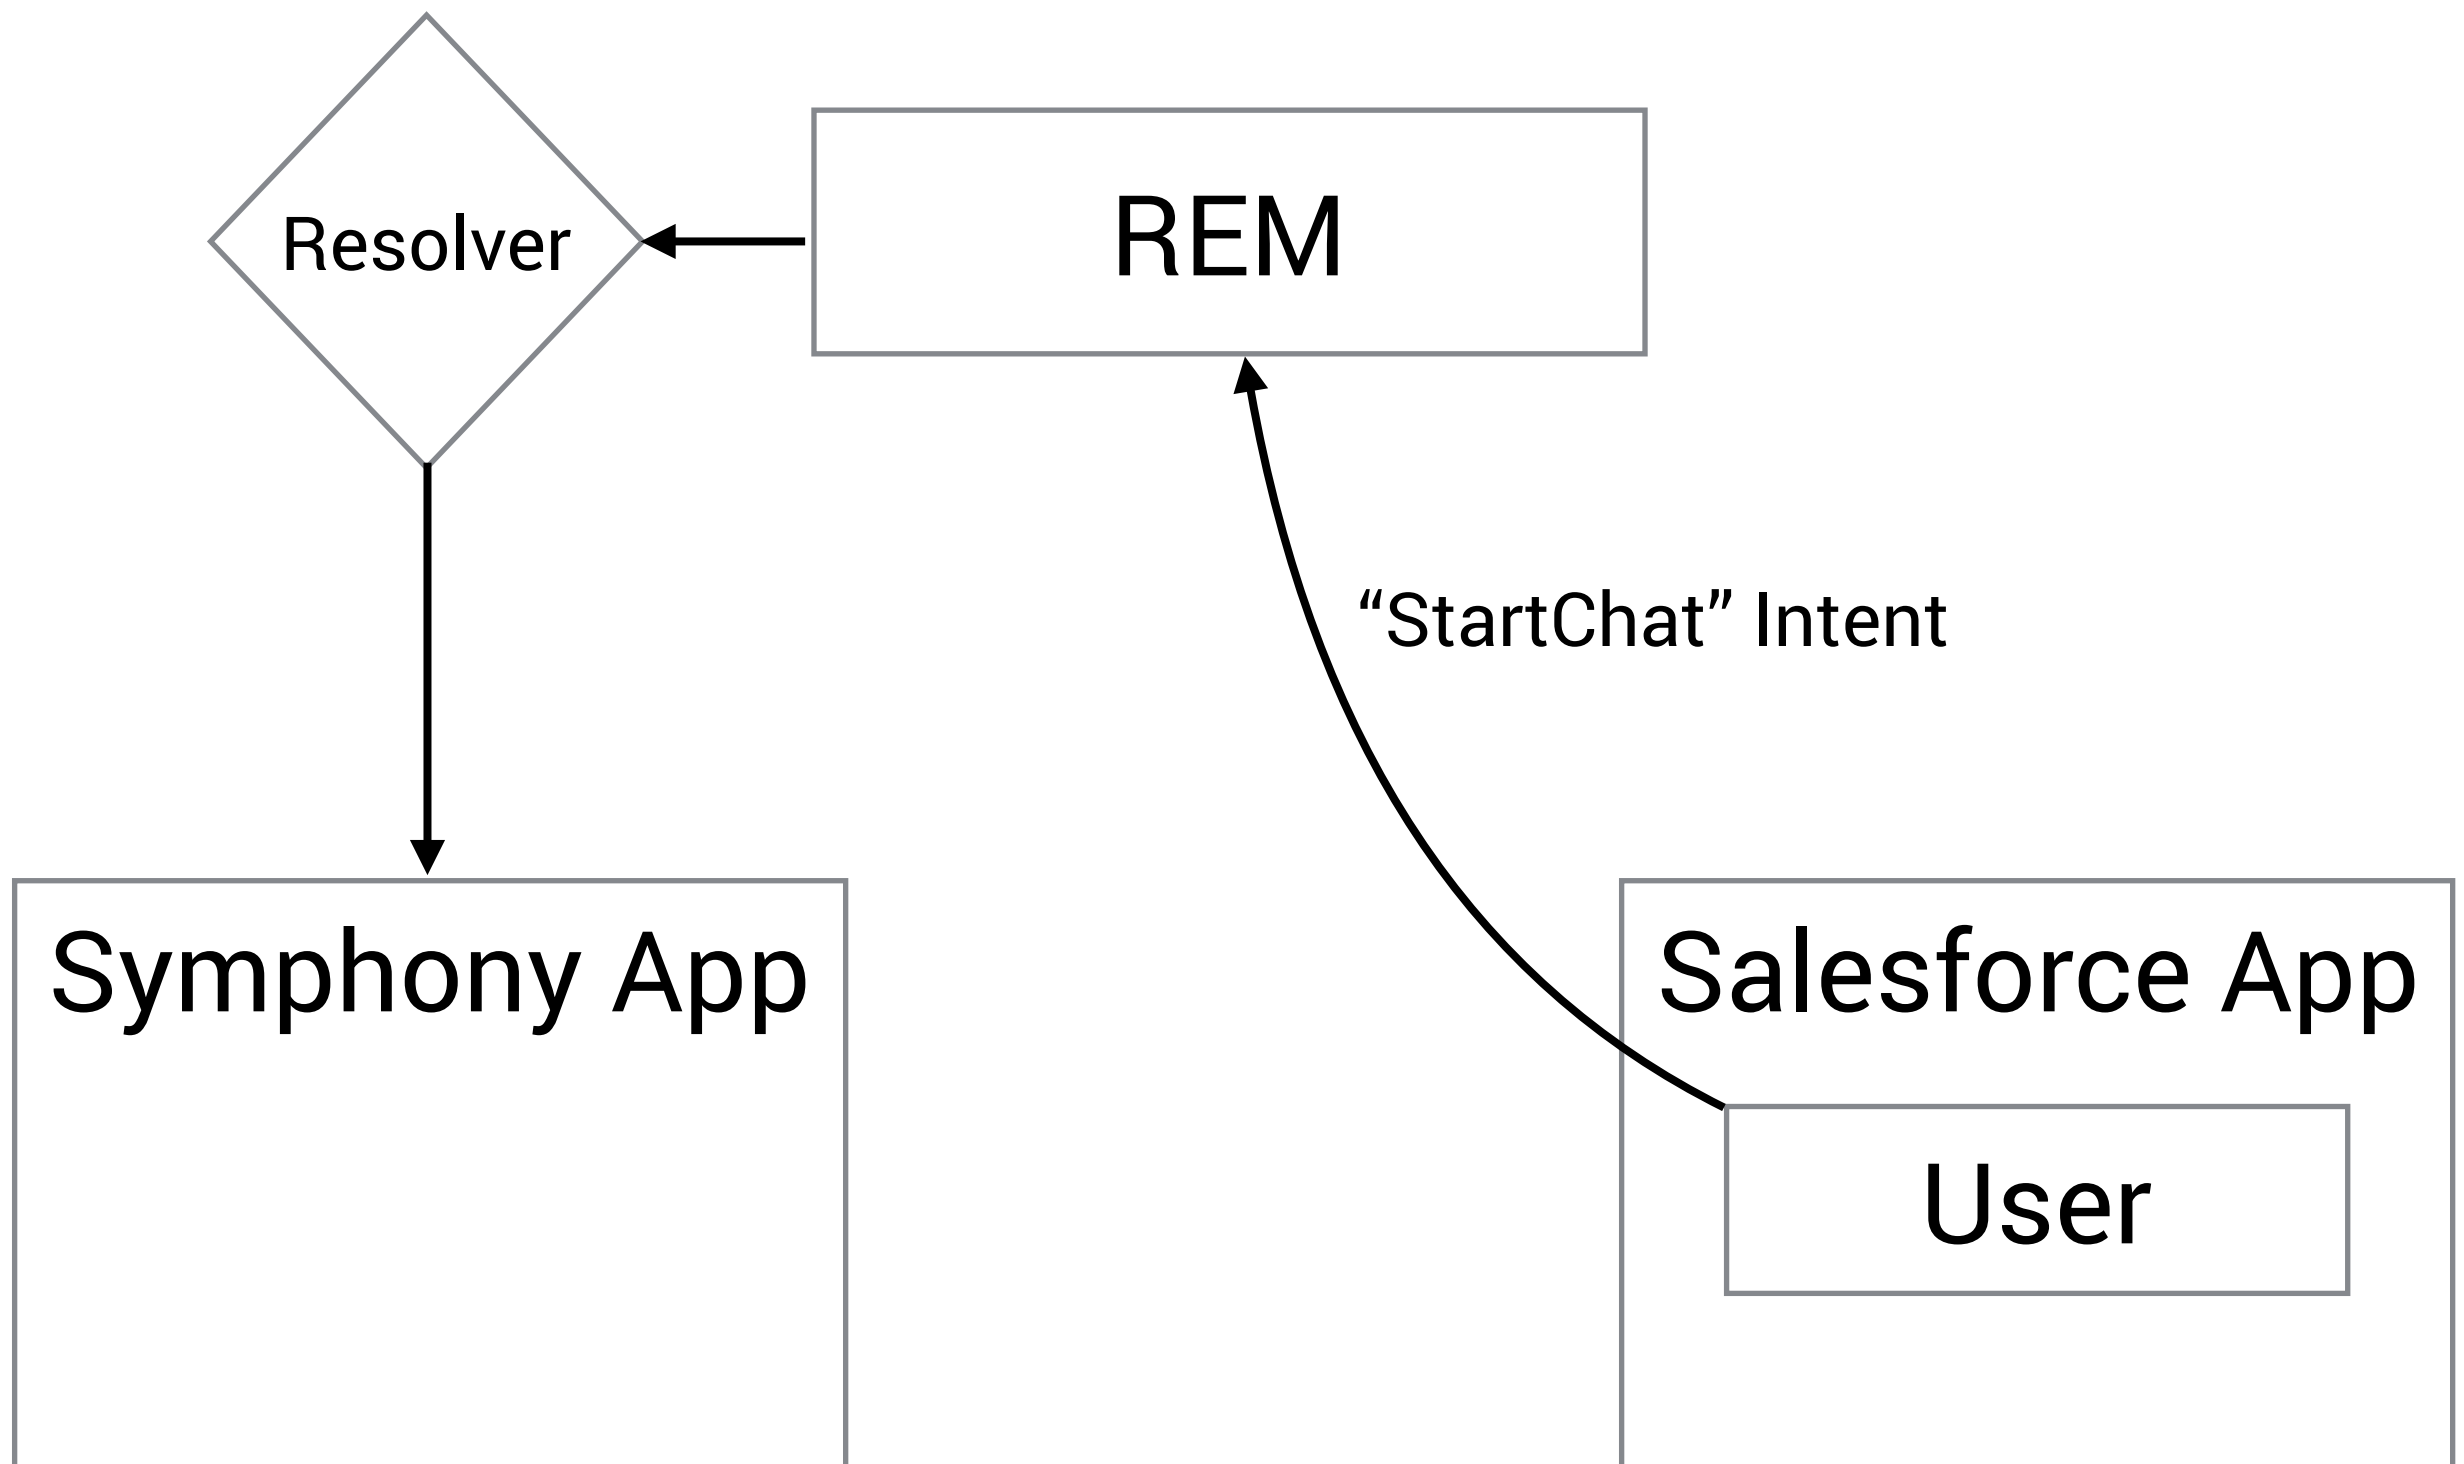 Resolver
REM
“StartChat” Intent
Symphony App
Salesforce App
User